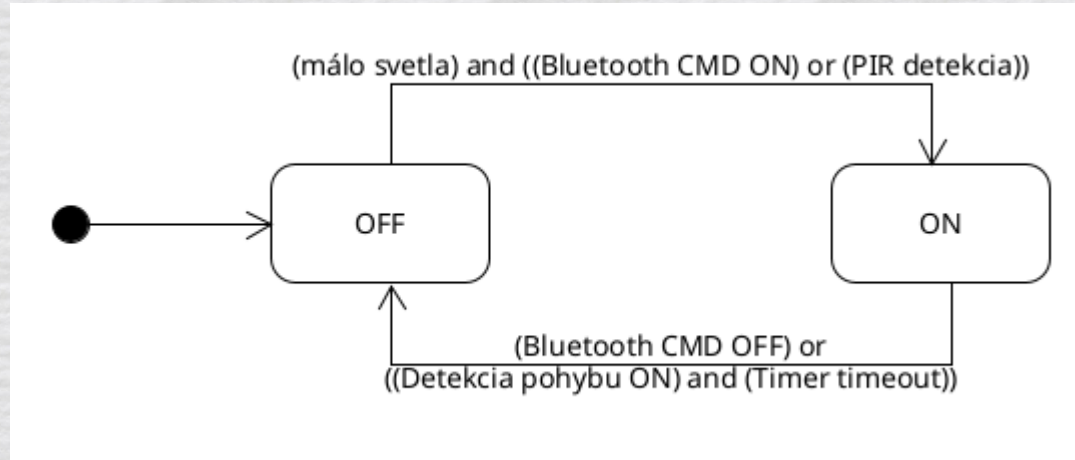 (málo svetla) and ((Bluetooth CMD ON) or (PIR detekcia))
OFF
ON
(Bluetooth CMD OFF) or
((Detekcia pohybu ON) and (Timer timeout))